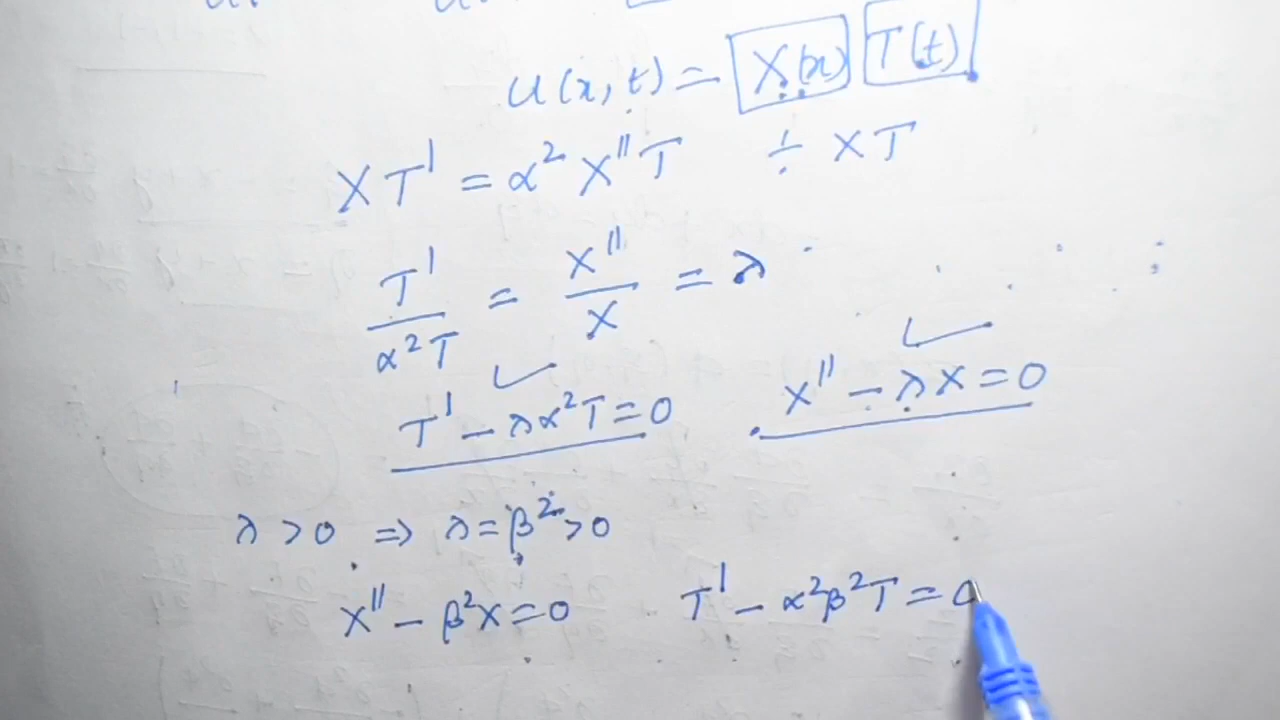 u(x,t) = X(x) T(t)
XT' = α²X''T ÷ XT
T'/α²T = X''/X = λ
T' - λα²T = 0 X'' - λX = 0
λ > 0 ⇒ λ = β² > 0
X'' - β²X = 0 T' - α²β²T = 0